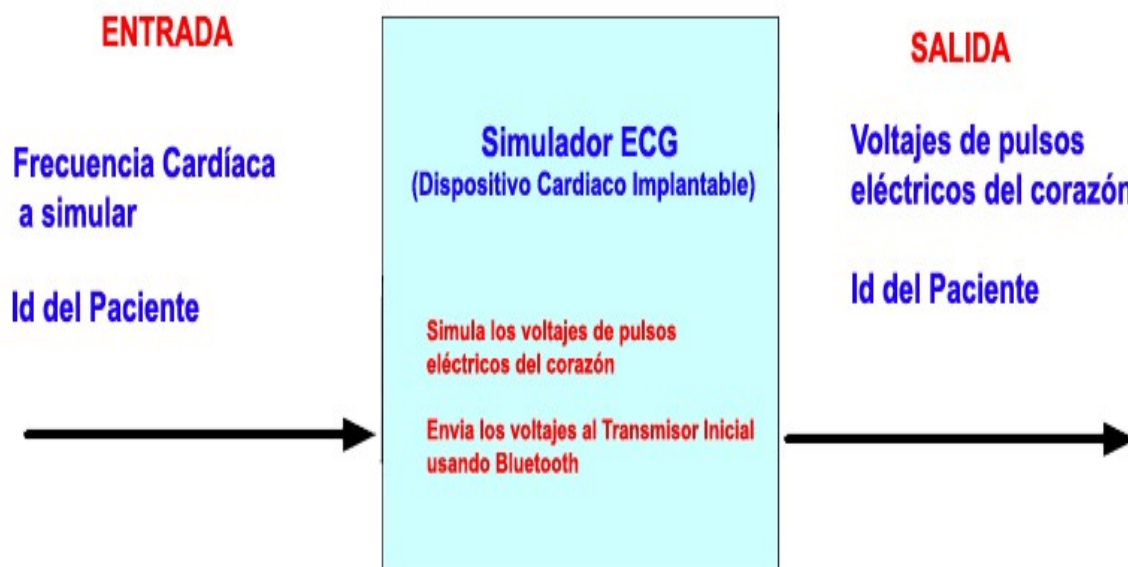 ENTRADA
Frecuencia Cardíaca
a simular
Id del Paciente
Simulador ECG
(Dispositivo Cardiaco Implantable)
Simula los voltajes de pulsos
eléctricos del corazón
Envia los voltajes al Transmisor Inicial
usando Bluetooth
SALIDA
Voltajes de pulsos
eléctricos del corazón
Id del Paciente